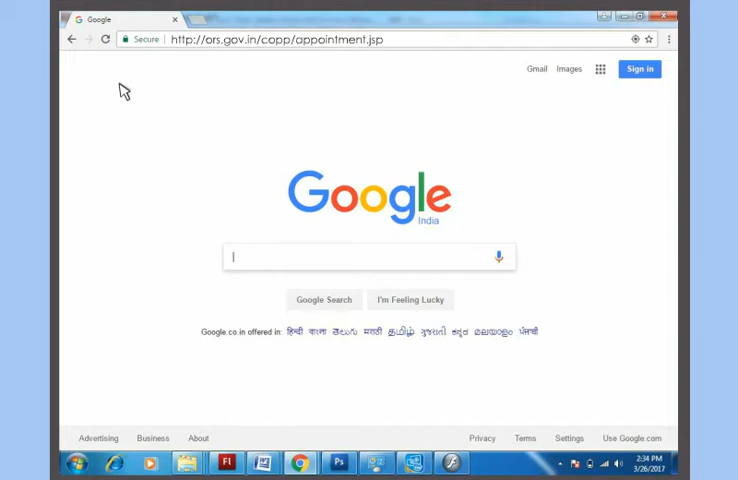 Google
Secure http://ors.gov.in/copp/appointment.jsp
Gmail Images Sign in
Google
India
Google Search I'm Feeling Lucky
Google.co.in offered in: हिन्दी বাংলা తెలుగు मराठी தமிழ் ગુજરાતી ಕನ್ನಡ മലയാളം ਪੰਜਾਬੀ
Advertising Business About Privacy Terms Settings Use Google.com
Fl W Ps
2:34 PM
3/26/2017